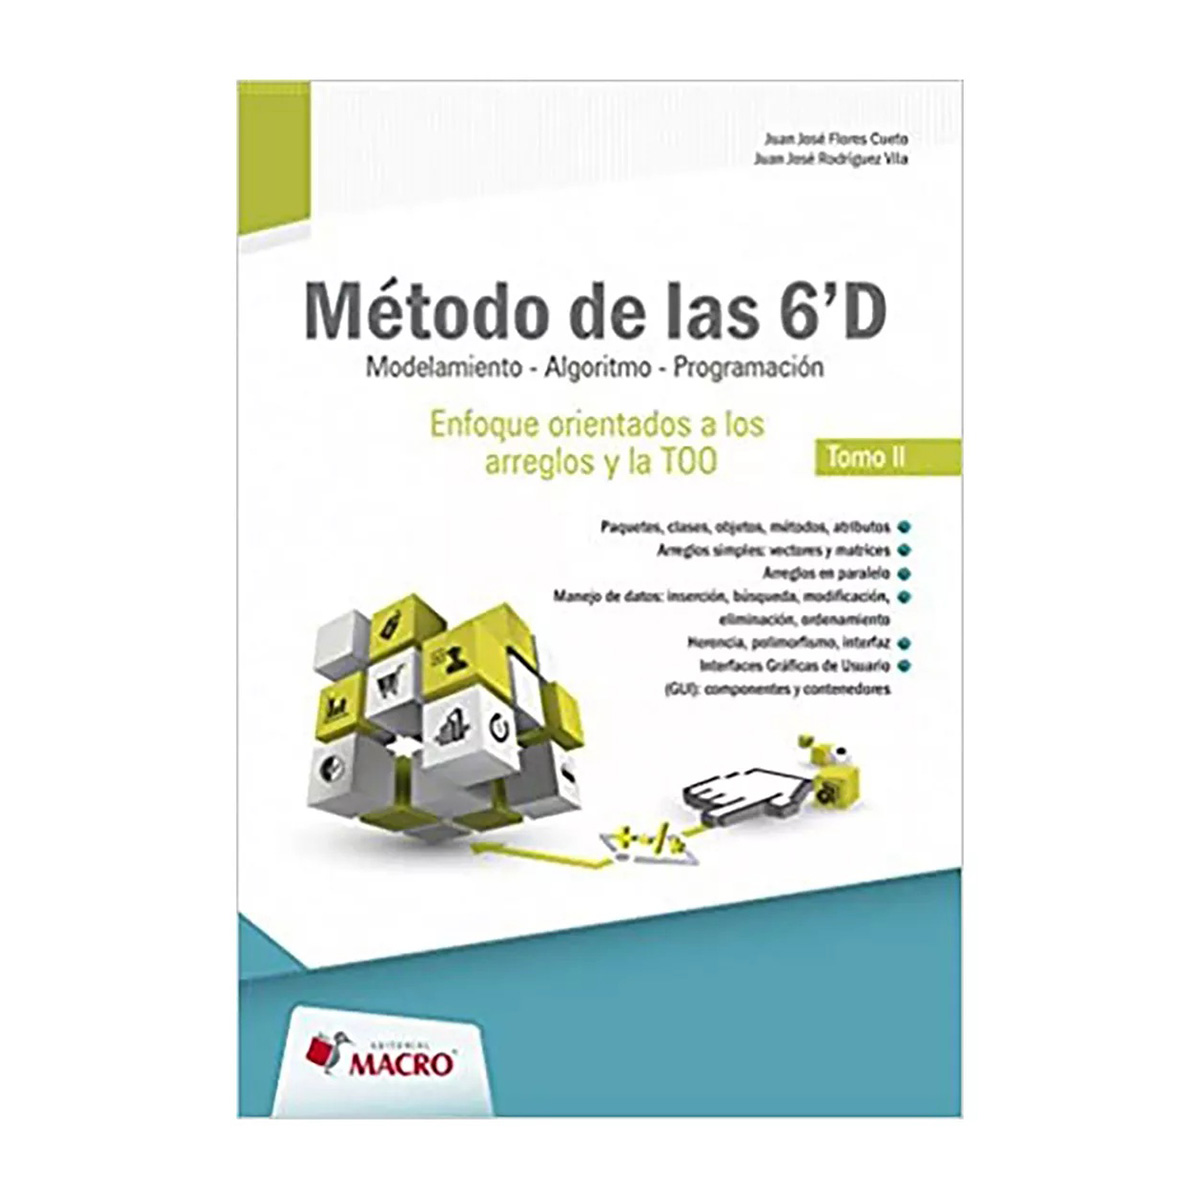 Juan José Flores Cueto
Juan José Rodríguez Vila
Método de las 6'D
Modelamiento - Algoritmo - Programación
Enfoque orientados a los
arreglos y la TOO
Tomo II
Paquetes, clases, objetos, métodos, atributos
Arreglos simples: vectores y matrices
Arreglos en paralelo
Manejo de datos: inserción, búsqueda, modificación,
eliminación, ordenamiento
Herencia, polimorfismo, interfaz
Interfaces Gráficas de Usuario
(GUI): componentes y contenedores
EDITORIAL
MACRO